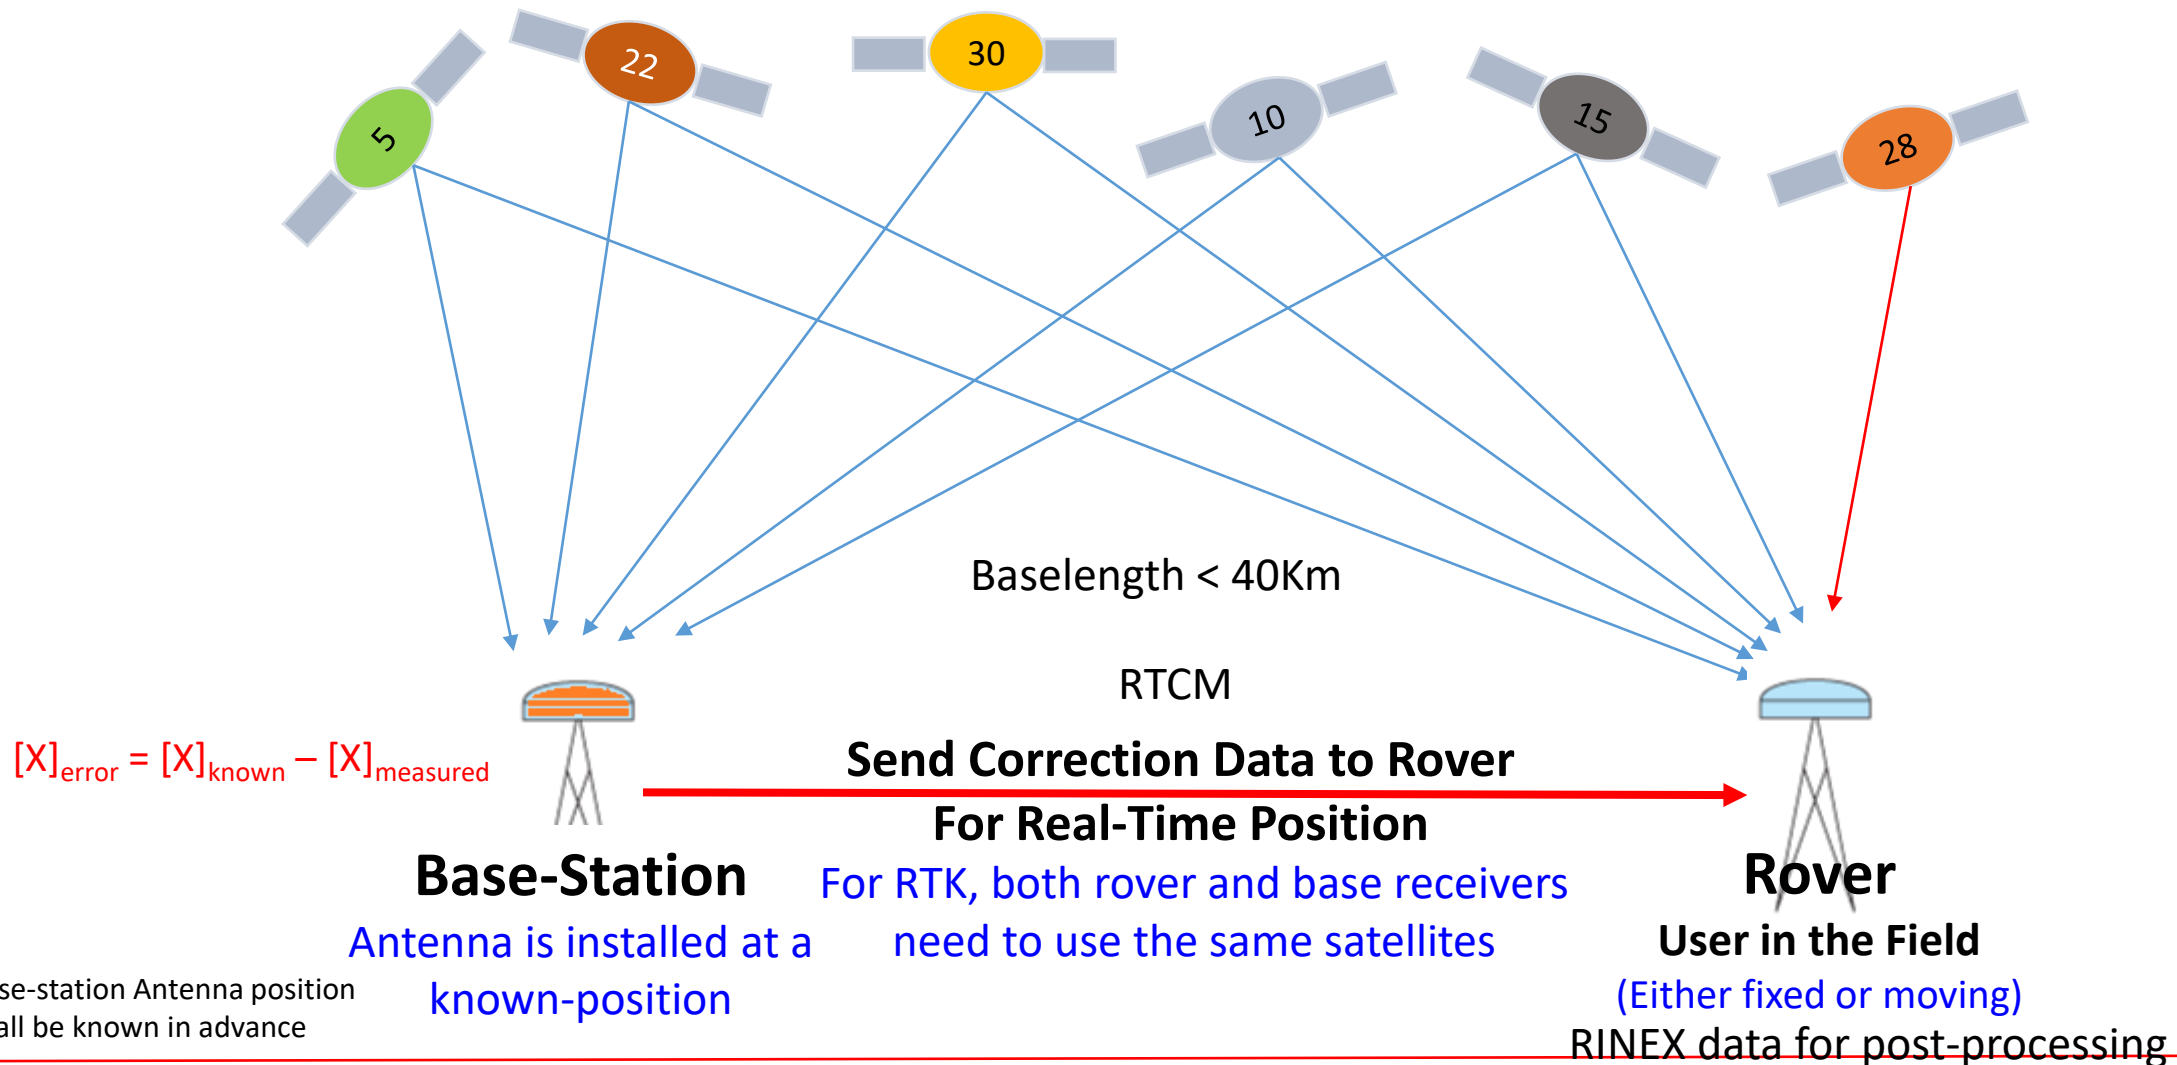 5
22
30
10
15
28
Baselength < 40Km
RTCM
[X]error = [X]known – [X]measured
Send Correction Data to Rover
For Real-Time Position
Base-Station
Antenna is installed at a
known-position
For RTK, both rover and base receivers
need to use the same satellites
Rover
User in the Field
(Either fixed or moving)
RINEX data for post-processing
se-station Antenna position
all be known in advance